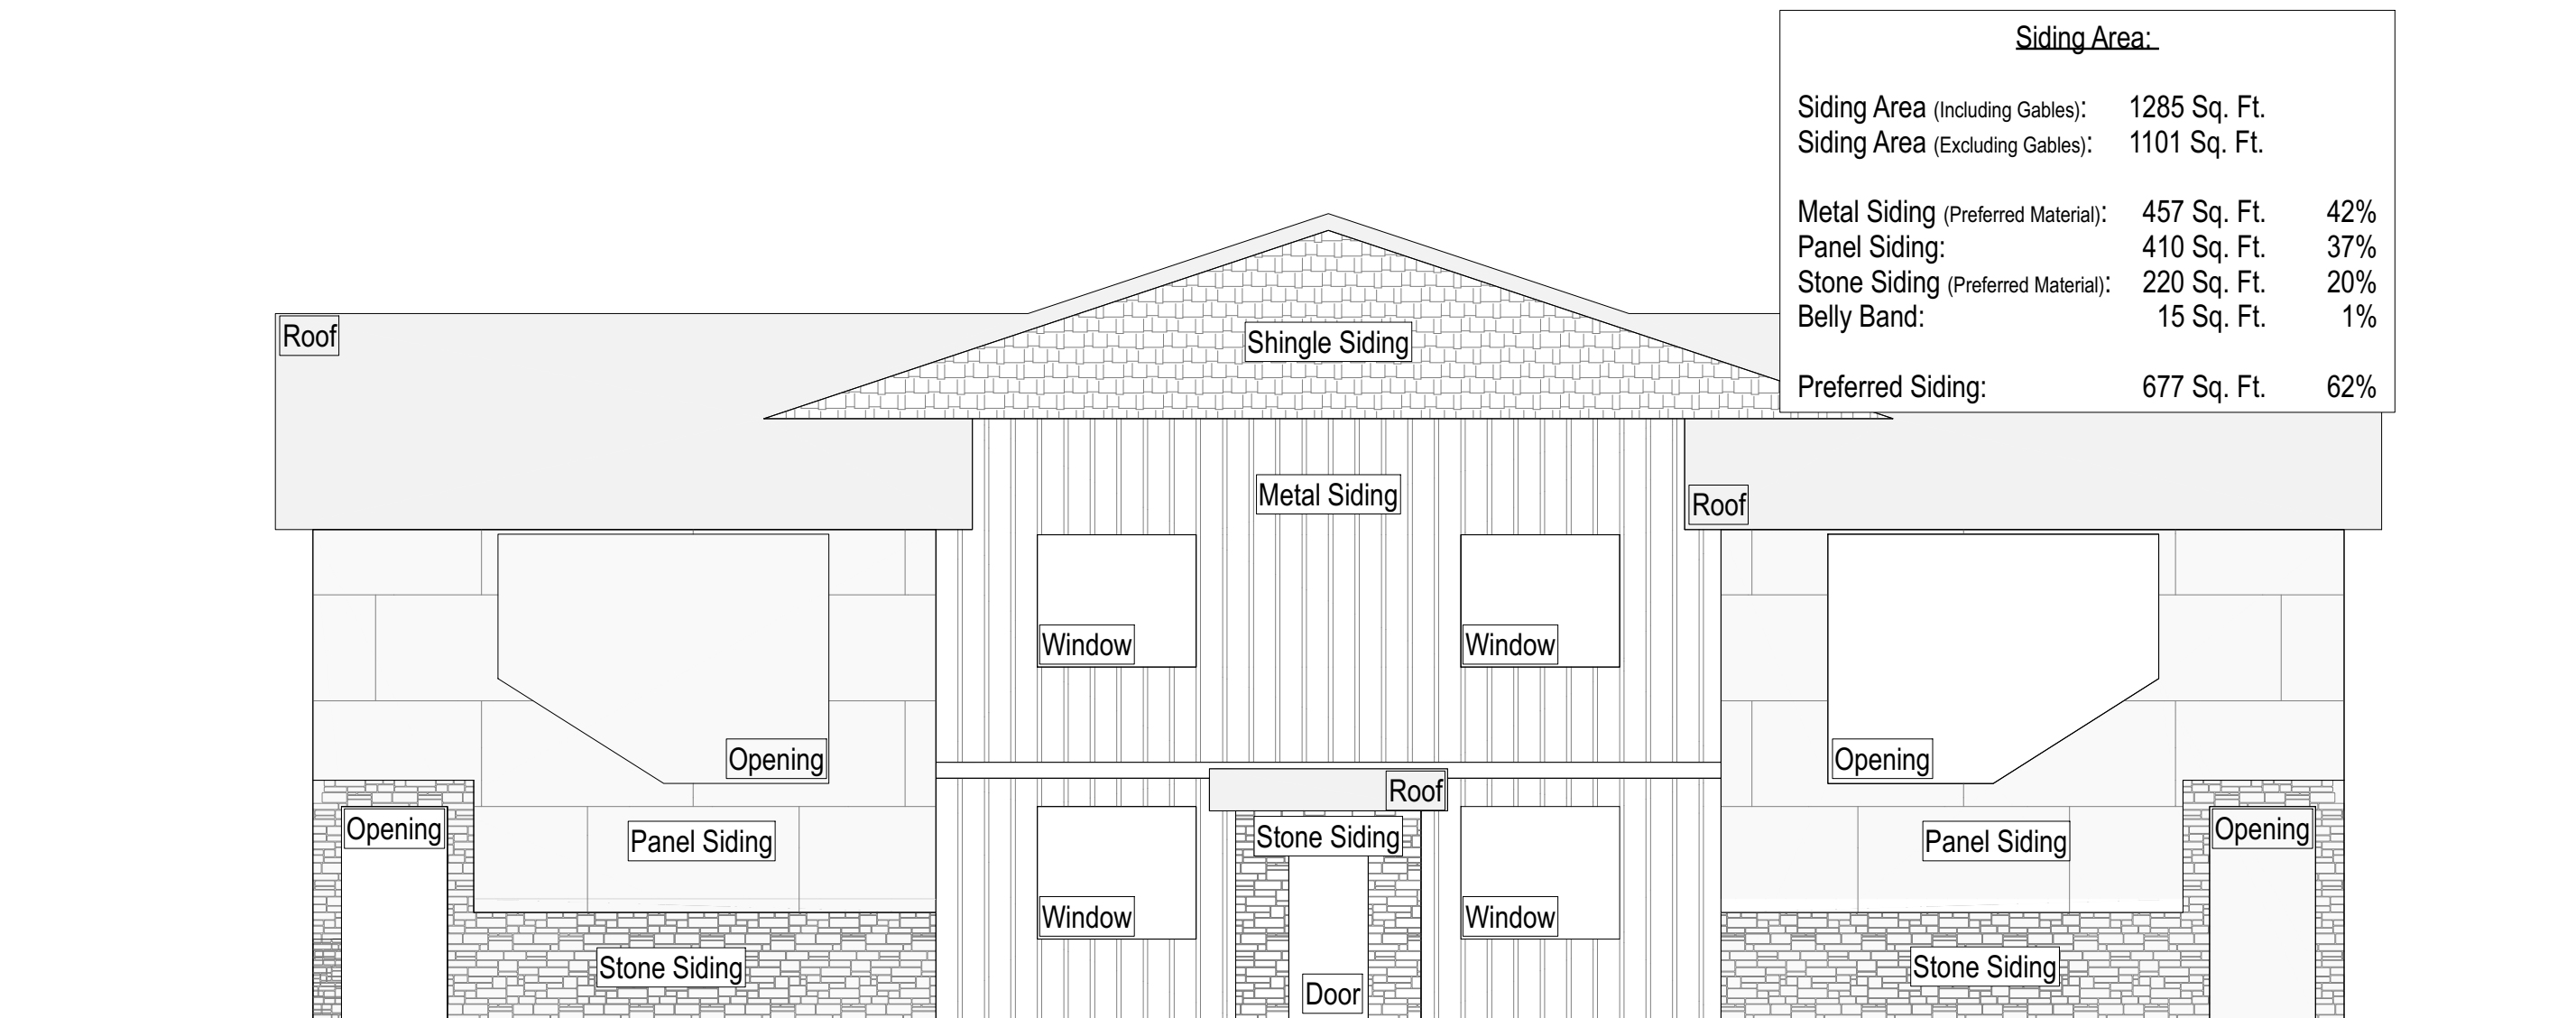 Siding Area:
Siding Area (Including Gables): 1285 Sq. Ft.
Siding Area (Excluding Gables): 1101 Sq. Ft.
Metal Siding (Preferred Material): 457 Sq. Ft. 42%
Panel Siding: 410 Sq. Ft. 37%
Stone Siding (Preferred Material): 220 Sq. Ft. 20%
Belly Band: 15 Sq. Ft. 1%
Preferred Siding: 677 Sq. Ft. 62%
Roof
Shingle Siding
Metal Siding
Roof
Window
Window
Opening
Opening
Roof
Opening
Panel Siding
Stone Siding
Panel Siding
Opening
Window
Window
Stone Siding
Stone Siding
Door